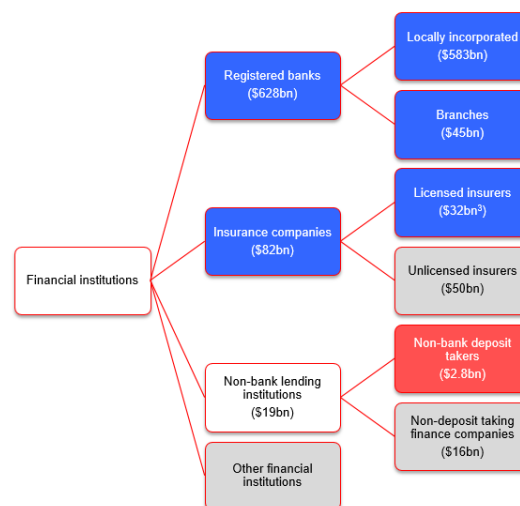 Locally incorporated
($583bn)
Registered banks
($628bn)
Branches
($45bn)
Licensed insurers
($32bn³)
Insurance companies
($82bn)
Unlicensed insurers
($50bn)
Financial institutions
Non-bank deposit
takers
($2.8bn)
Non-bank lending
institutions
($19bn)
Non-deposit taking
finance companies
($16bn)
Other financial
institutions